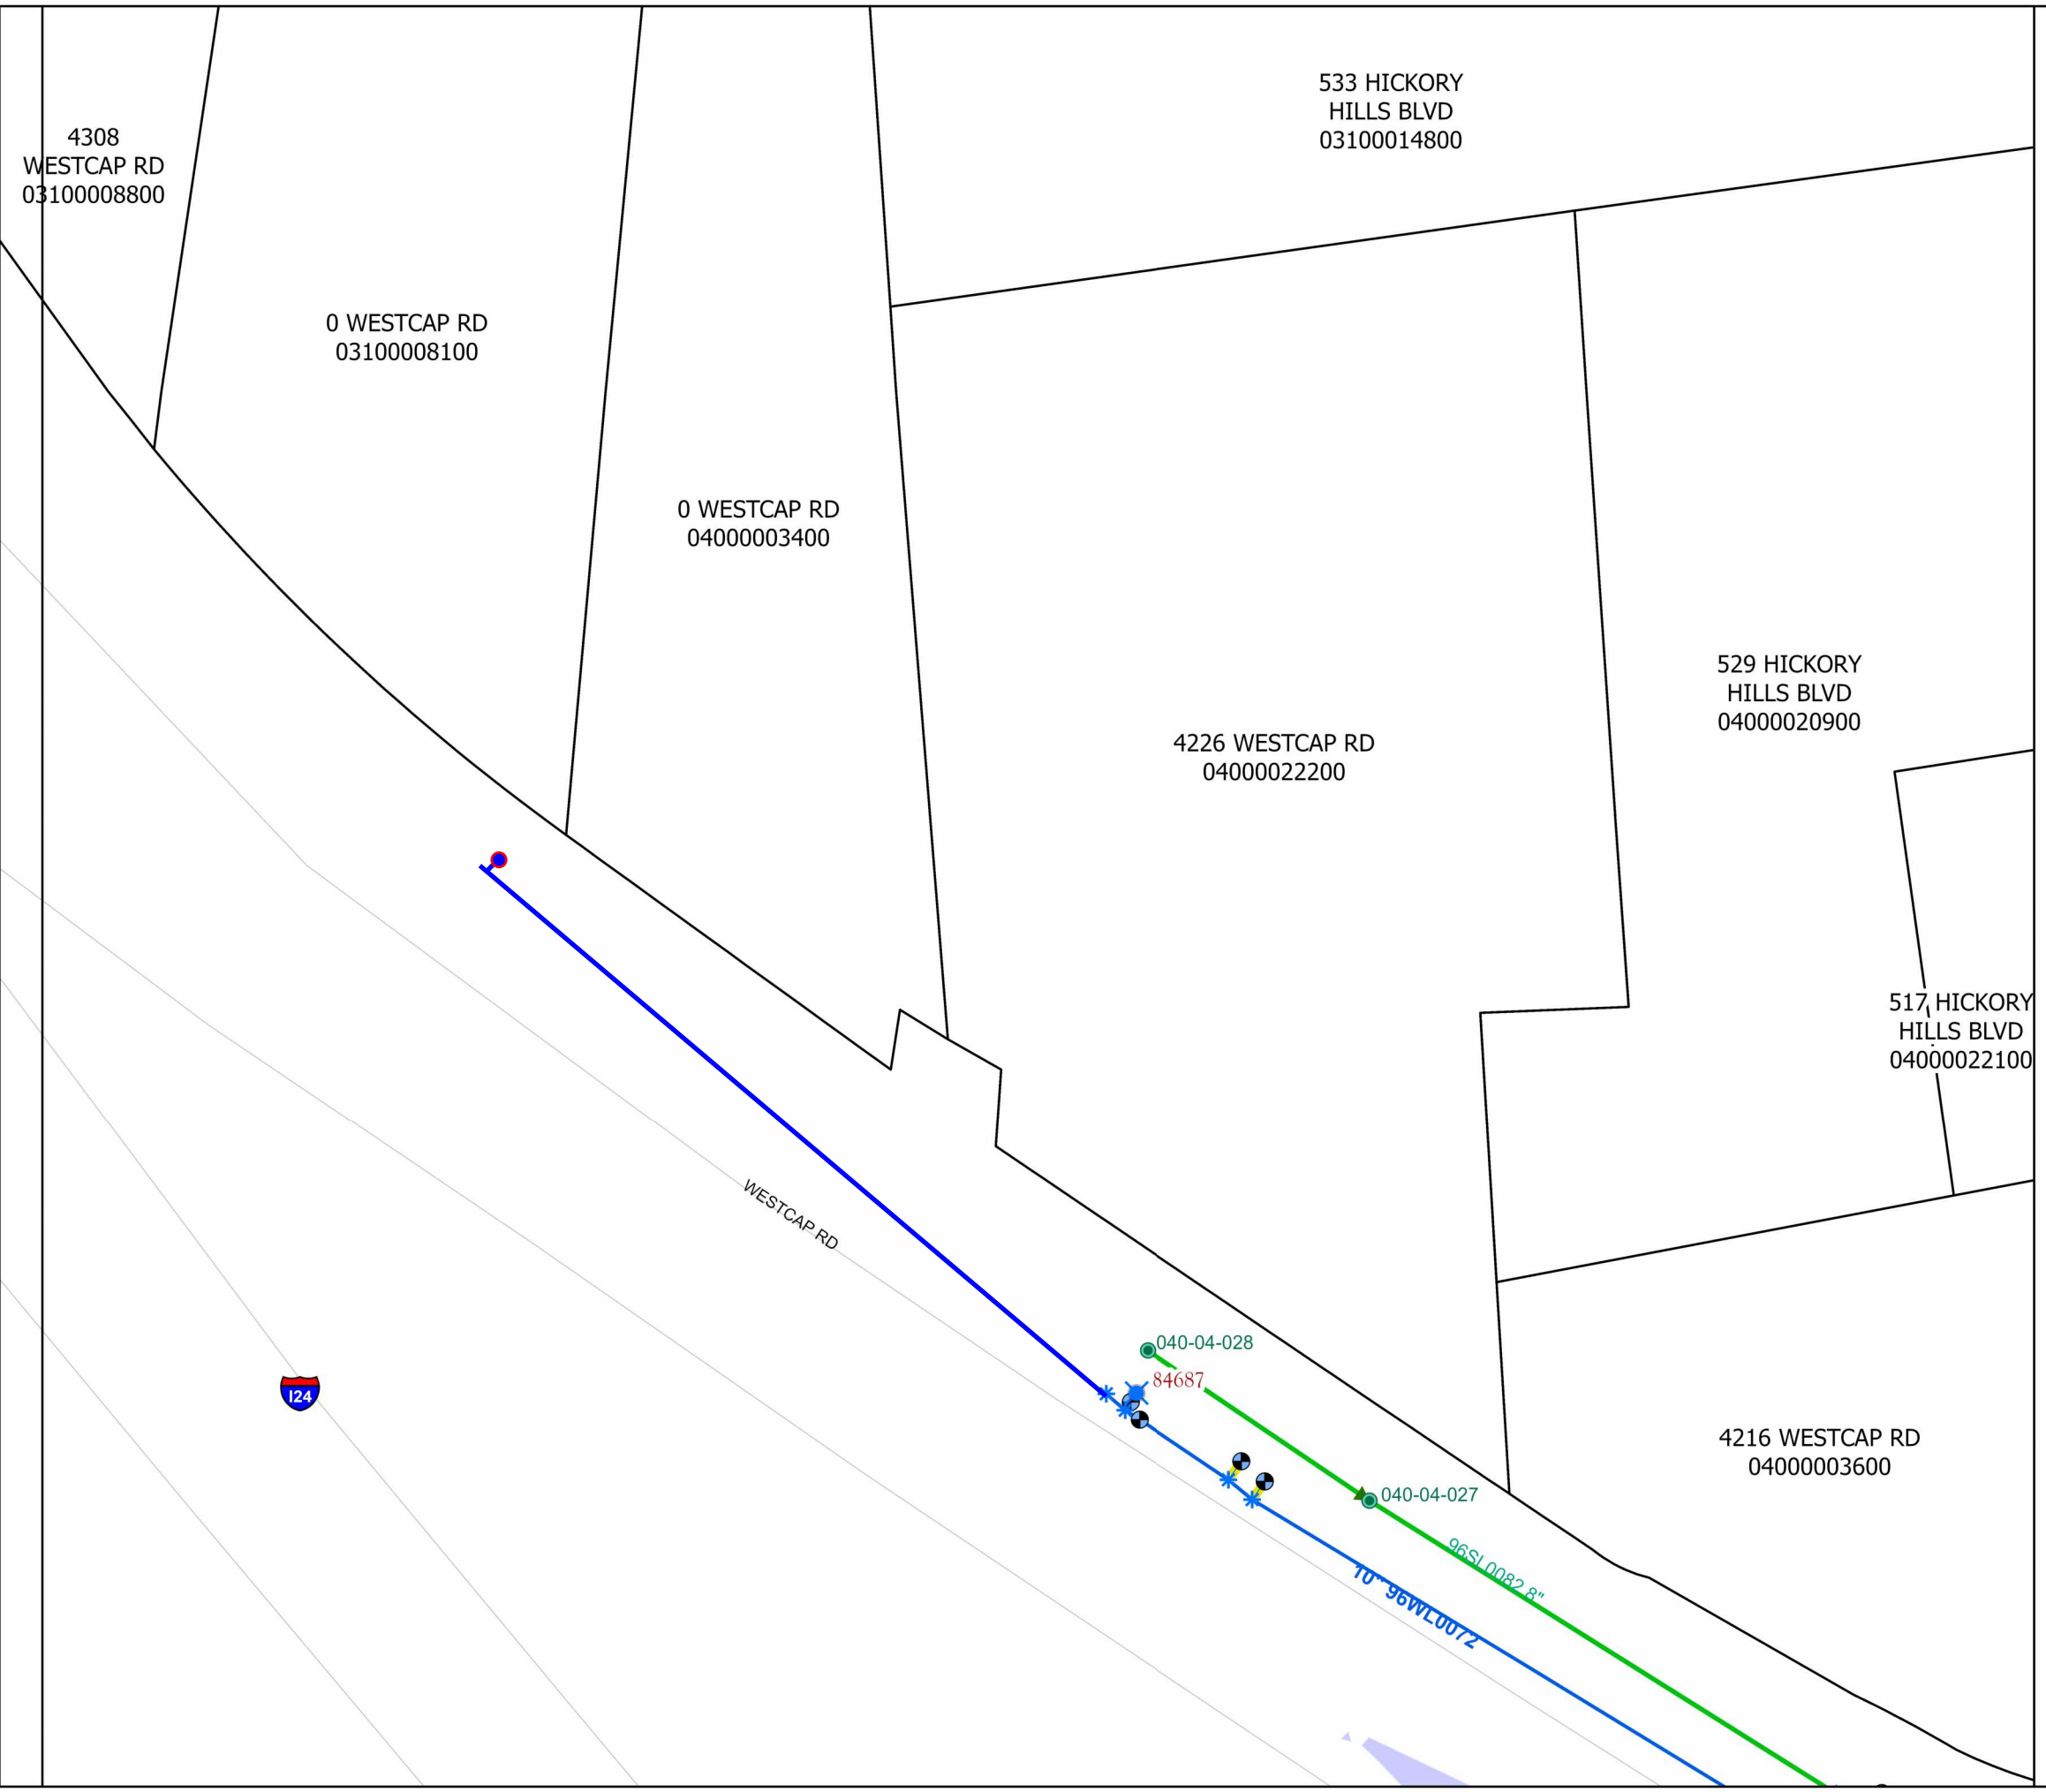 533 HICKORY
HILLS BLVD
03100014800
4308
WESTCAP RD
03100008800
0 WESTCAP RD
03100008100
0 WESTCAP RD
04000003400
529 HICKORY
HILLS BLVD
04000020900
4226 WESTCAP RD
04000022200
517 HICKORY
HILLS BLVD
04000022100
WESTCAP RD
040-04-028
84687
I24
4216 WESTCAP RD
04000003600
040-04-027
96SL0082 8"
10" 96WL0072